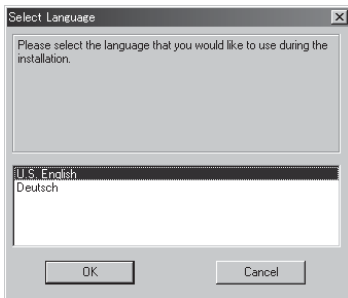 Select Language
Please select the language that you would like to use during the
installation.
U.S. English
Deutsch
OK
Cancel